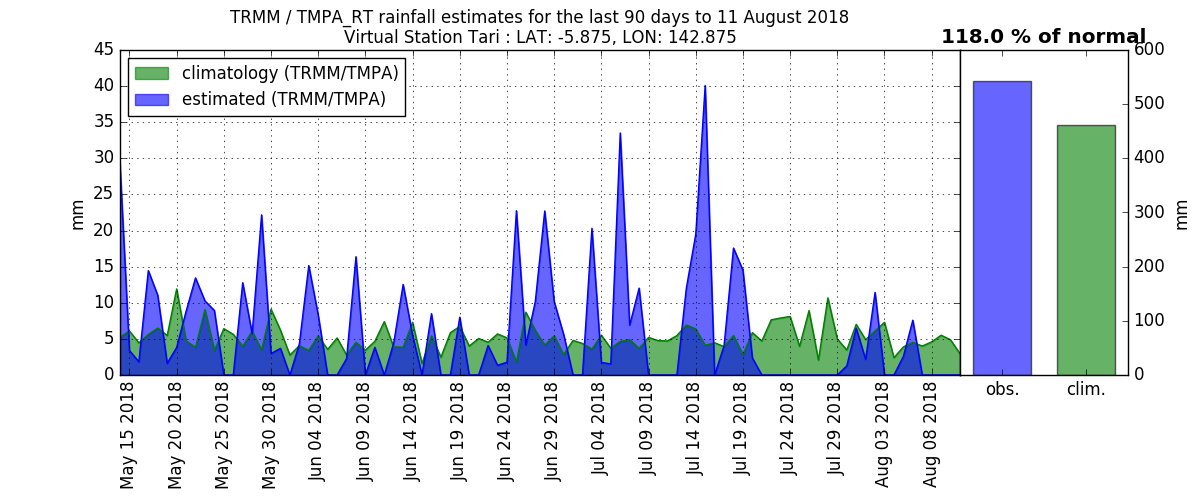 TRMM / TMPA_RT rainfall estimates for the last 90 days to 11 August 2018
Virtual Station Tari : LAT: -5.875, LON: 142.875
118.0 % of normal
climatology (TRMM/TMPA)
estimated (TRMM/TMPA)
45
40
35
30
25
20
15
10
5
0
mm
May 15 2018
May 20 2018
May 25 2018
May 30 2018
Jun 04 2018
Jun 09 2018
Jun 14 2018
Jun 19 2018
Jun 24 2018
Jun 29 2018
Jul 04 2018
Jul 09 2018
Jul 14 2018
Jul 19 2018
Jul 24 2018
Jul 29 2018
Aug 03 2018
Aug 08 2018
600
500
400
300
200
100
0
mm
obs.
clim.